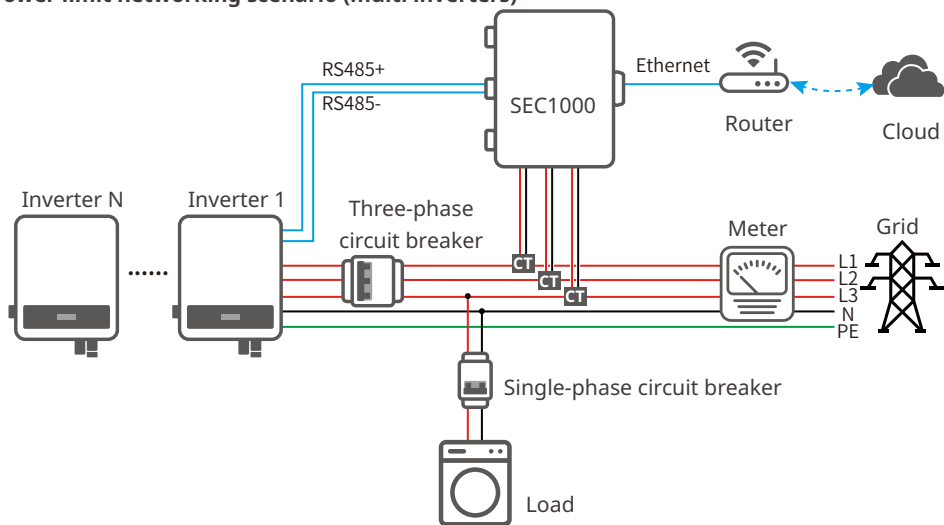 power limit networking scenario (multi inverters)
RS485+
RS485-
Ethernet
SEC1000
Router
Cloud
Inverter N
Inverter 1
Three-phase
circuit breaker
Meter
Grid
CT
CT
CT
L1
L2
L3
N
PE
Single-phase circuit breaker
Load